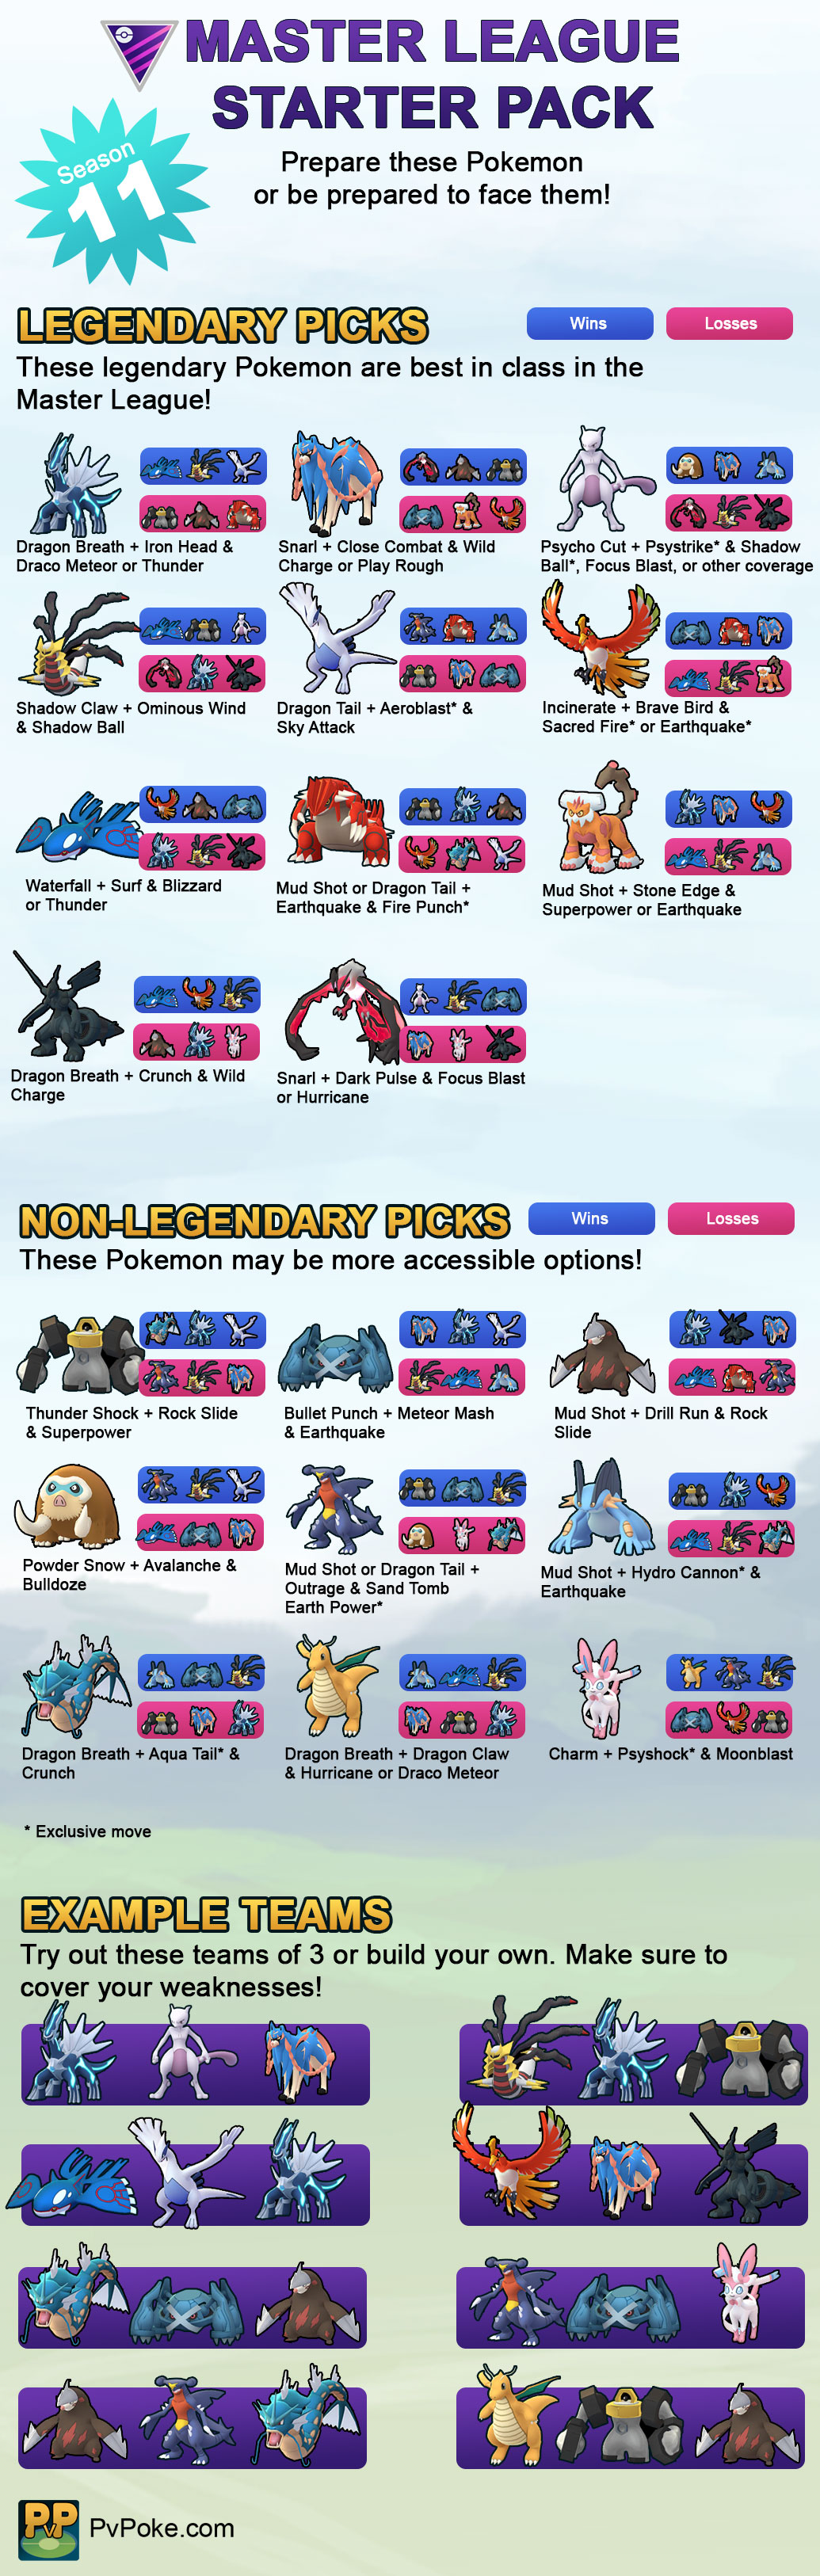 MASTER LEAGUE
STARTER PACK
Season
11
Prepare these Pokemon
or be prepared to face them!
LEGENDARY PICKS
Wins
Losses
These legendary Pokemon are best in class in the
Master League!
Dragon Breath + Iron Head &
Draco Meteor or Thunder
Snarl + Close Combat & Wild
Charge or Play Rough
Psycho Cut + Psystrike* & Shadow
Ball*, Focus Blast, or other coverage
Shadow Claw + Ominous Wind
& Shadow Ball
Dragon Tail + Aeroblast* &
Sky Attack
Incinerate + Brave Bird &
Sacred Fire* or Earthquake*
Waterfall + Surf & Blizzard
or Thunder
Mud Shot or Dragon Tail +
Earthquake & Fire Punch*
Mud Shot + Stone Edge &
Superpower or Earthquake
Dragon Breath + Crunch & Wild
Charge
Snarl + Dark Pulse & Focus Blast
or Hurricane
NON-LEGENDARY PICKS
Wins
Losses
These Pokemon may be more accessible options!
Thunder Shock + Rock Slide
& Superpower
Bullet Punch + Meteor Mash
& Earthquake
Mud Shot + Drill Run & Rock
Slide
Powder Snow + Avalanche &
Bulldoze
Mud Shot or Dragon Tail +
Outrage & Sand Tomb
Earth Power*
Mud Shot + Hydro Cannon* &
Earthquake
Dragon Breath + Aqua Tail* &
Crunch
Dragon Breath + Dragon Claw
& Hurricane or Draco Meteor
Charm + Psyshock* & Moonblast
* Exclusive move
EXAMPLE TEAMS
Try out these teams of 3 or build your own. Make sure to
cover your weaknesses!
PvP
PvPoke.com